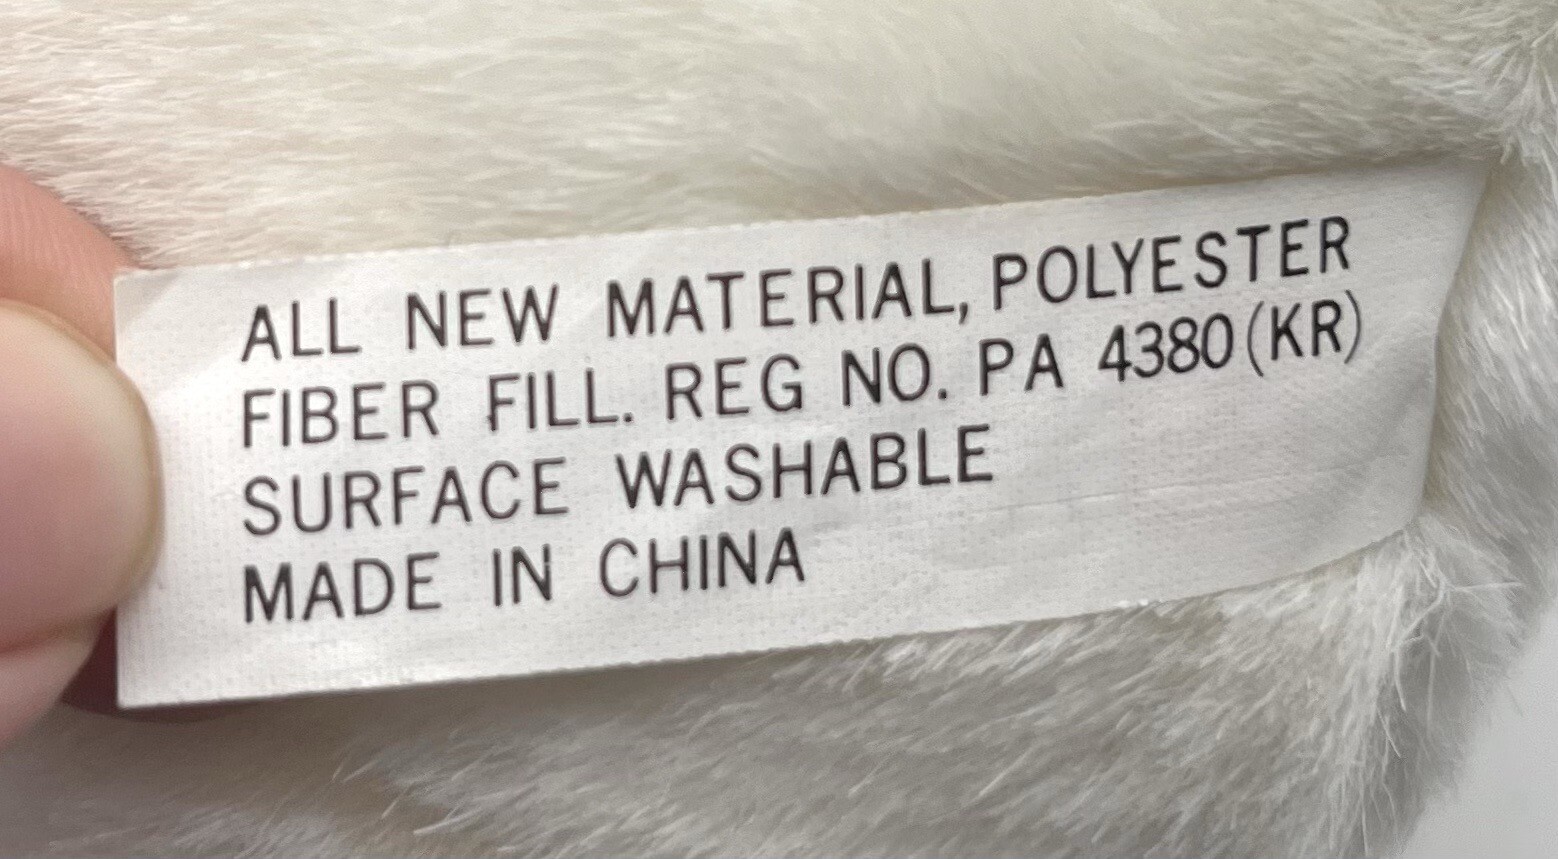 ALL NEW MATERIAL, POLYESTER
FIBER FILL. REG NO. PA 4380(KR)
SURFACE WASHABLE
MADE IN CHINA